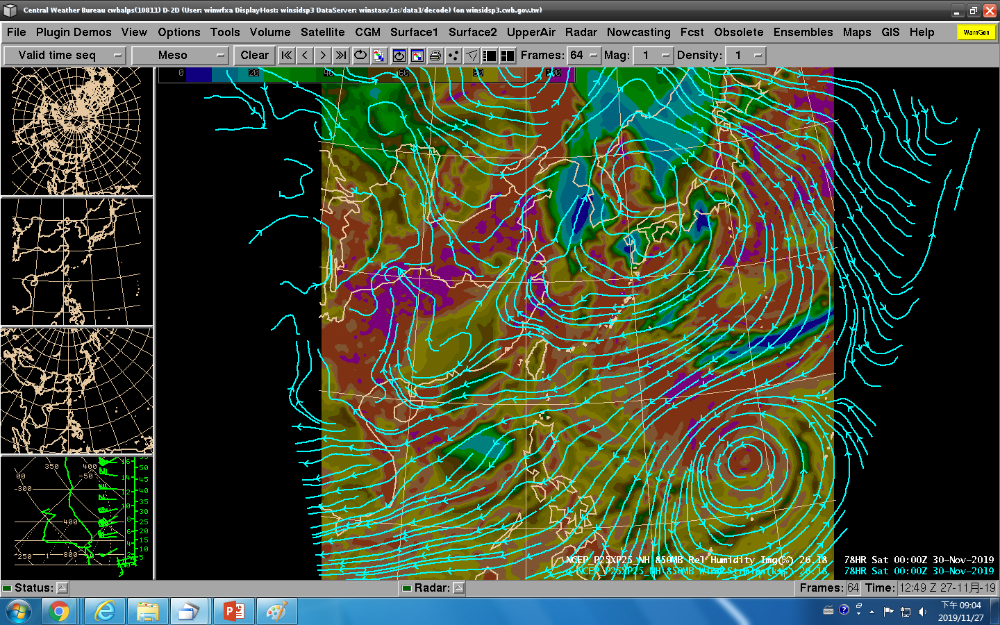 Central Weather Bureau cwbalps(10811) D-2D (User: winwfxa DisplayHost: winsidsp3 DataServer: winstasv1e:/data1/decode) (on winsidsp3.cwb.gov.tw)
File Plugin Demos View Options Tools Volume Satellite CGM Surface1 Surface2 UpperAir Radar Nowcasting Fcst Obsolete Ensembles Maps GIS Help WarnGen
Valid time seq Meso Clear Frames: 64 Mag: 1 Density: 1
0 20 40 60 80 100
350 400
00 -50
-300
400
250 1 800
50
45
40
35
30
25
20
15
10
5
16
14
12
10
8
6
4
2
NCEP_P25XP25_NH 850MB Rel Humidity Img(%) 26.18 78HR Sat 00:00Z 30-Nov-2019
NCEP_P25XP25_NH 850MB Wind 26.18 78HR Sat 00:00Z 30-Nov-2019
Status: Radar: Frames: 64 Time: 12:49 Z 27-11月-19
下午 09:04
2019/11/27